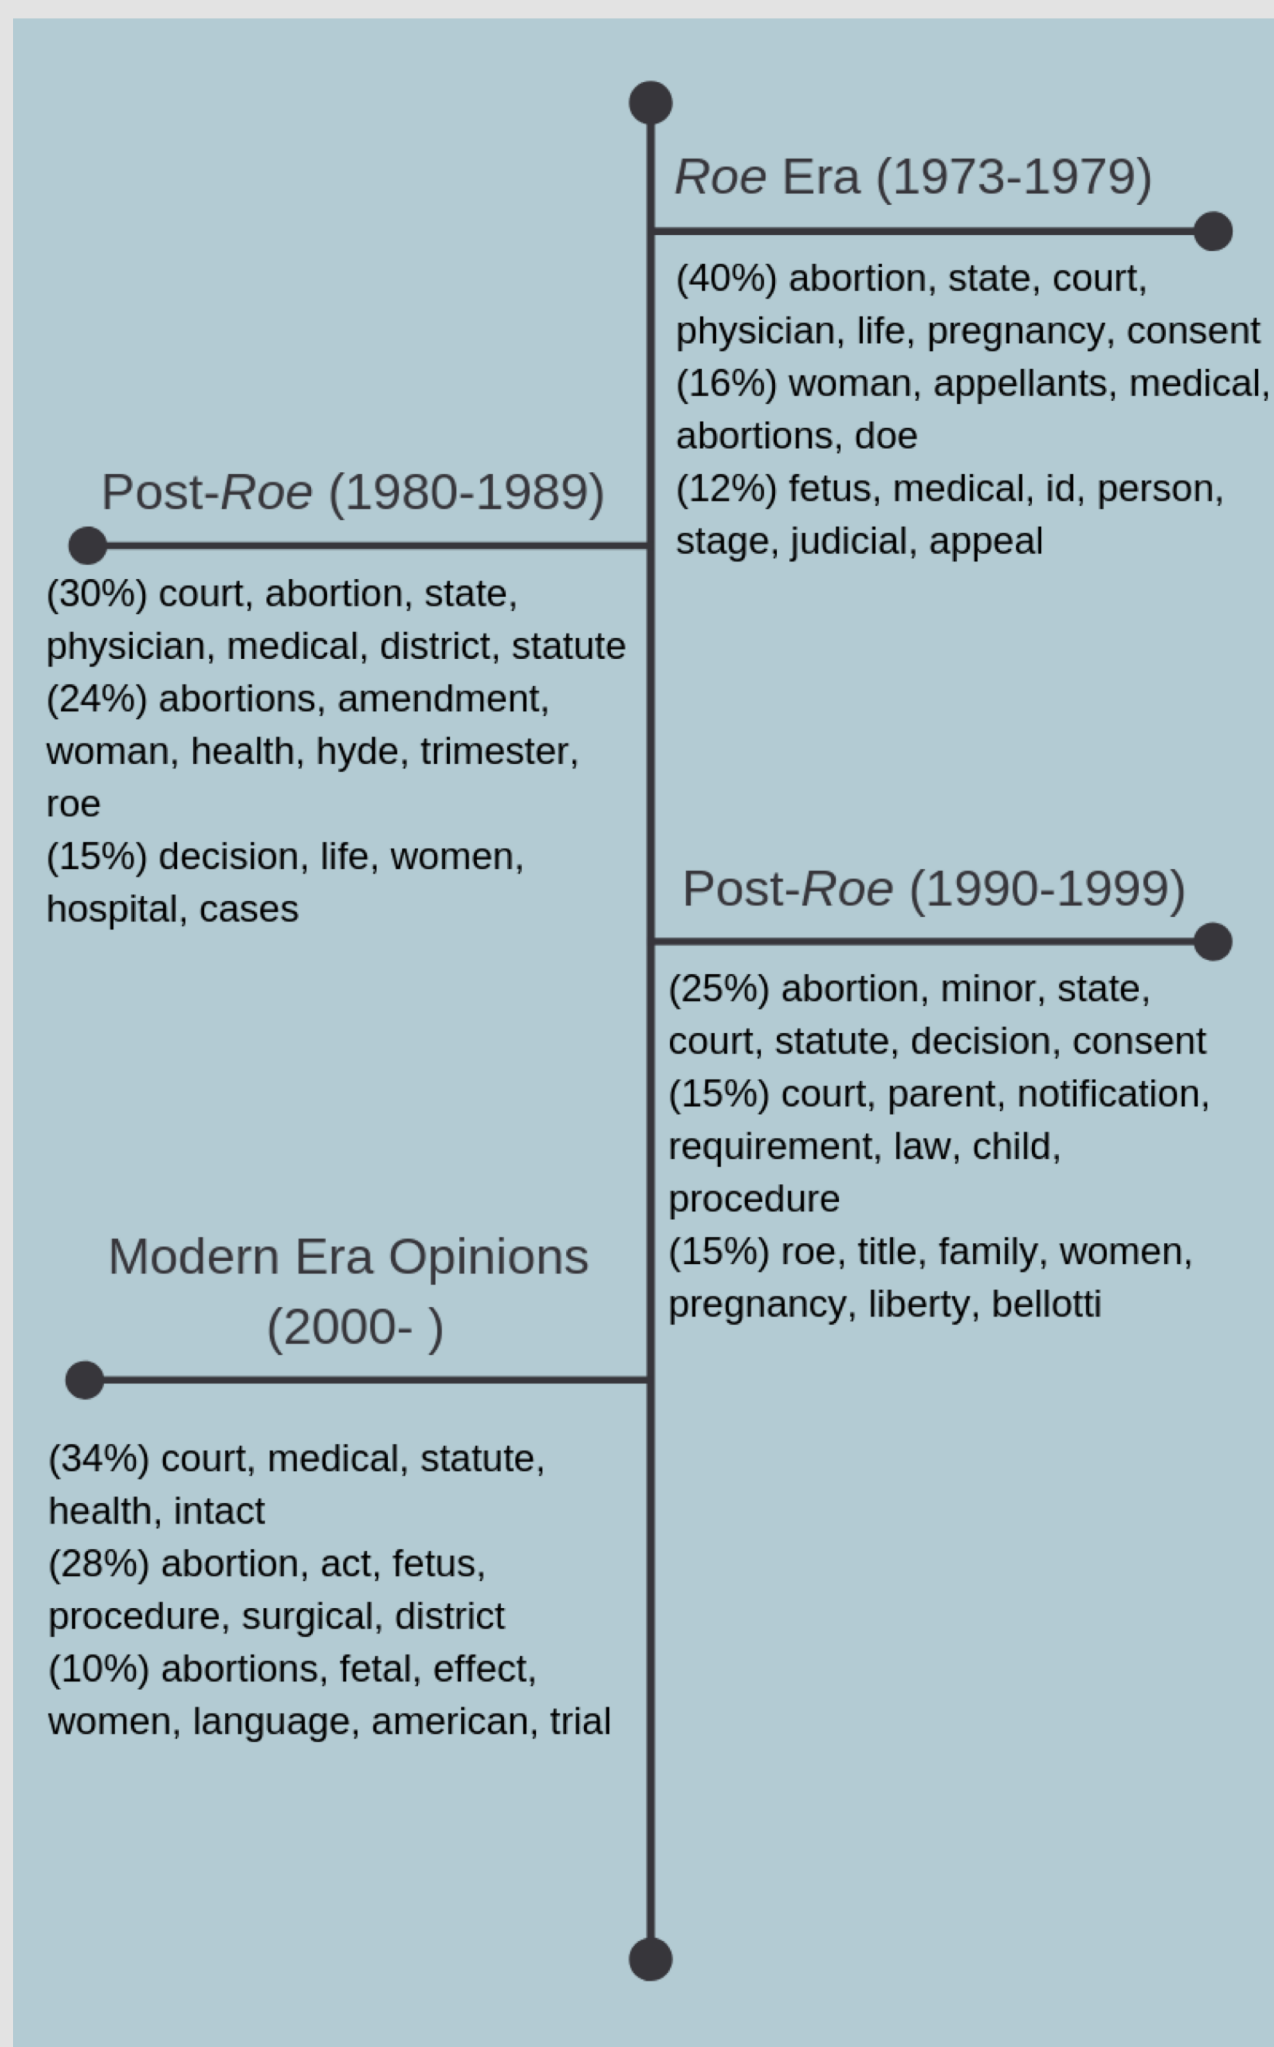 Roe Era (1973-1979)
(40%) abortion, state, court,
physician, life, pregnancy, consent
(16%) woman, appellants, medical,
abortions, doe
(12%) fetus, medical, id, person,
stage, judicial, appeal
Post-Roe (1980-1989)
(30%) court, abortion, state,
physician, medical, district, statute
(24%) abortions, amendment,
woman, health, hyde, trimester,
roe
(15%) decision, life, women,
hospital, cases
Post-Roe (1990-1999)
(25%) abortion, minor, state,
court, statute, decision, consent
(15%) court, parent, notification,
requirement, law, child,
procedure
(15%) roe, title, family, women,
pregnancy, liberty, bellotti
Modern Era Opinions
(2000- )
(34%) court, medical, statute,
health, intact
(28%) abortion, act, fetus,
procedure, surgical, district
(10%) abortions, fetal, effect,
women, language, american, trial